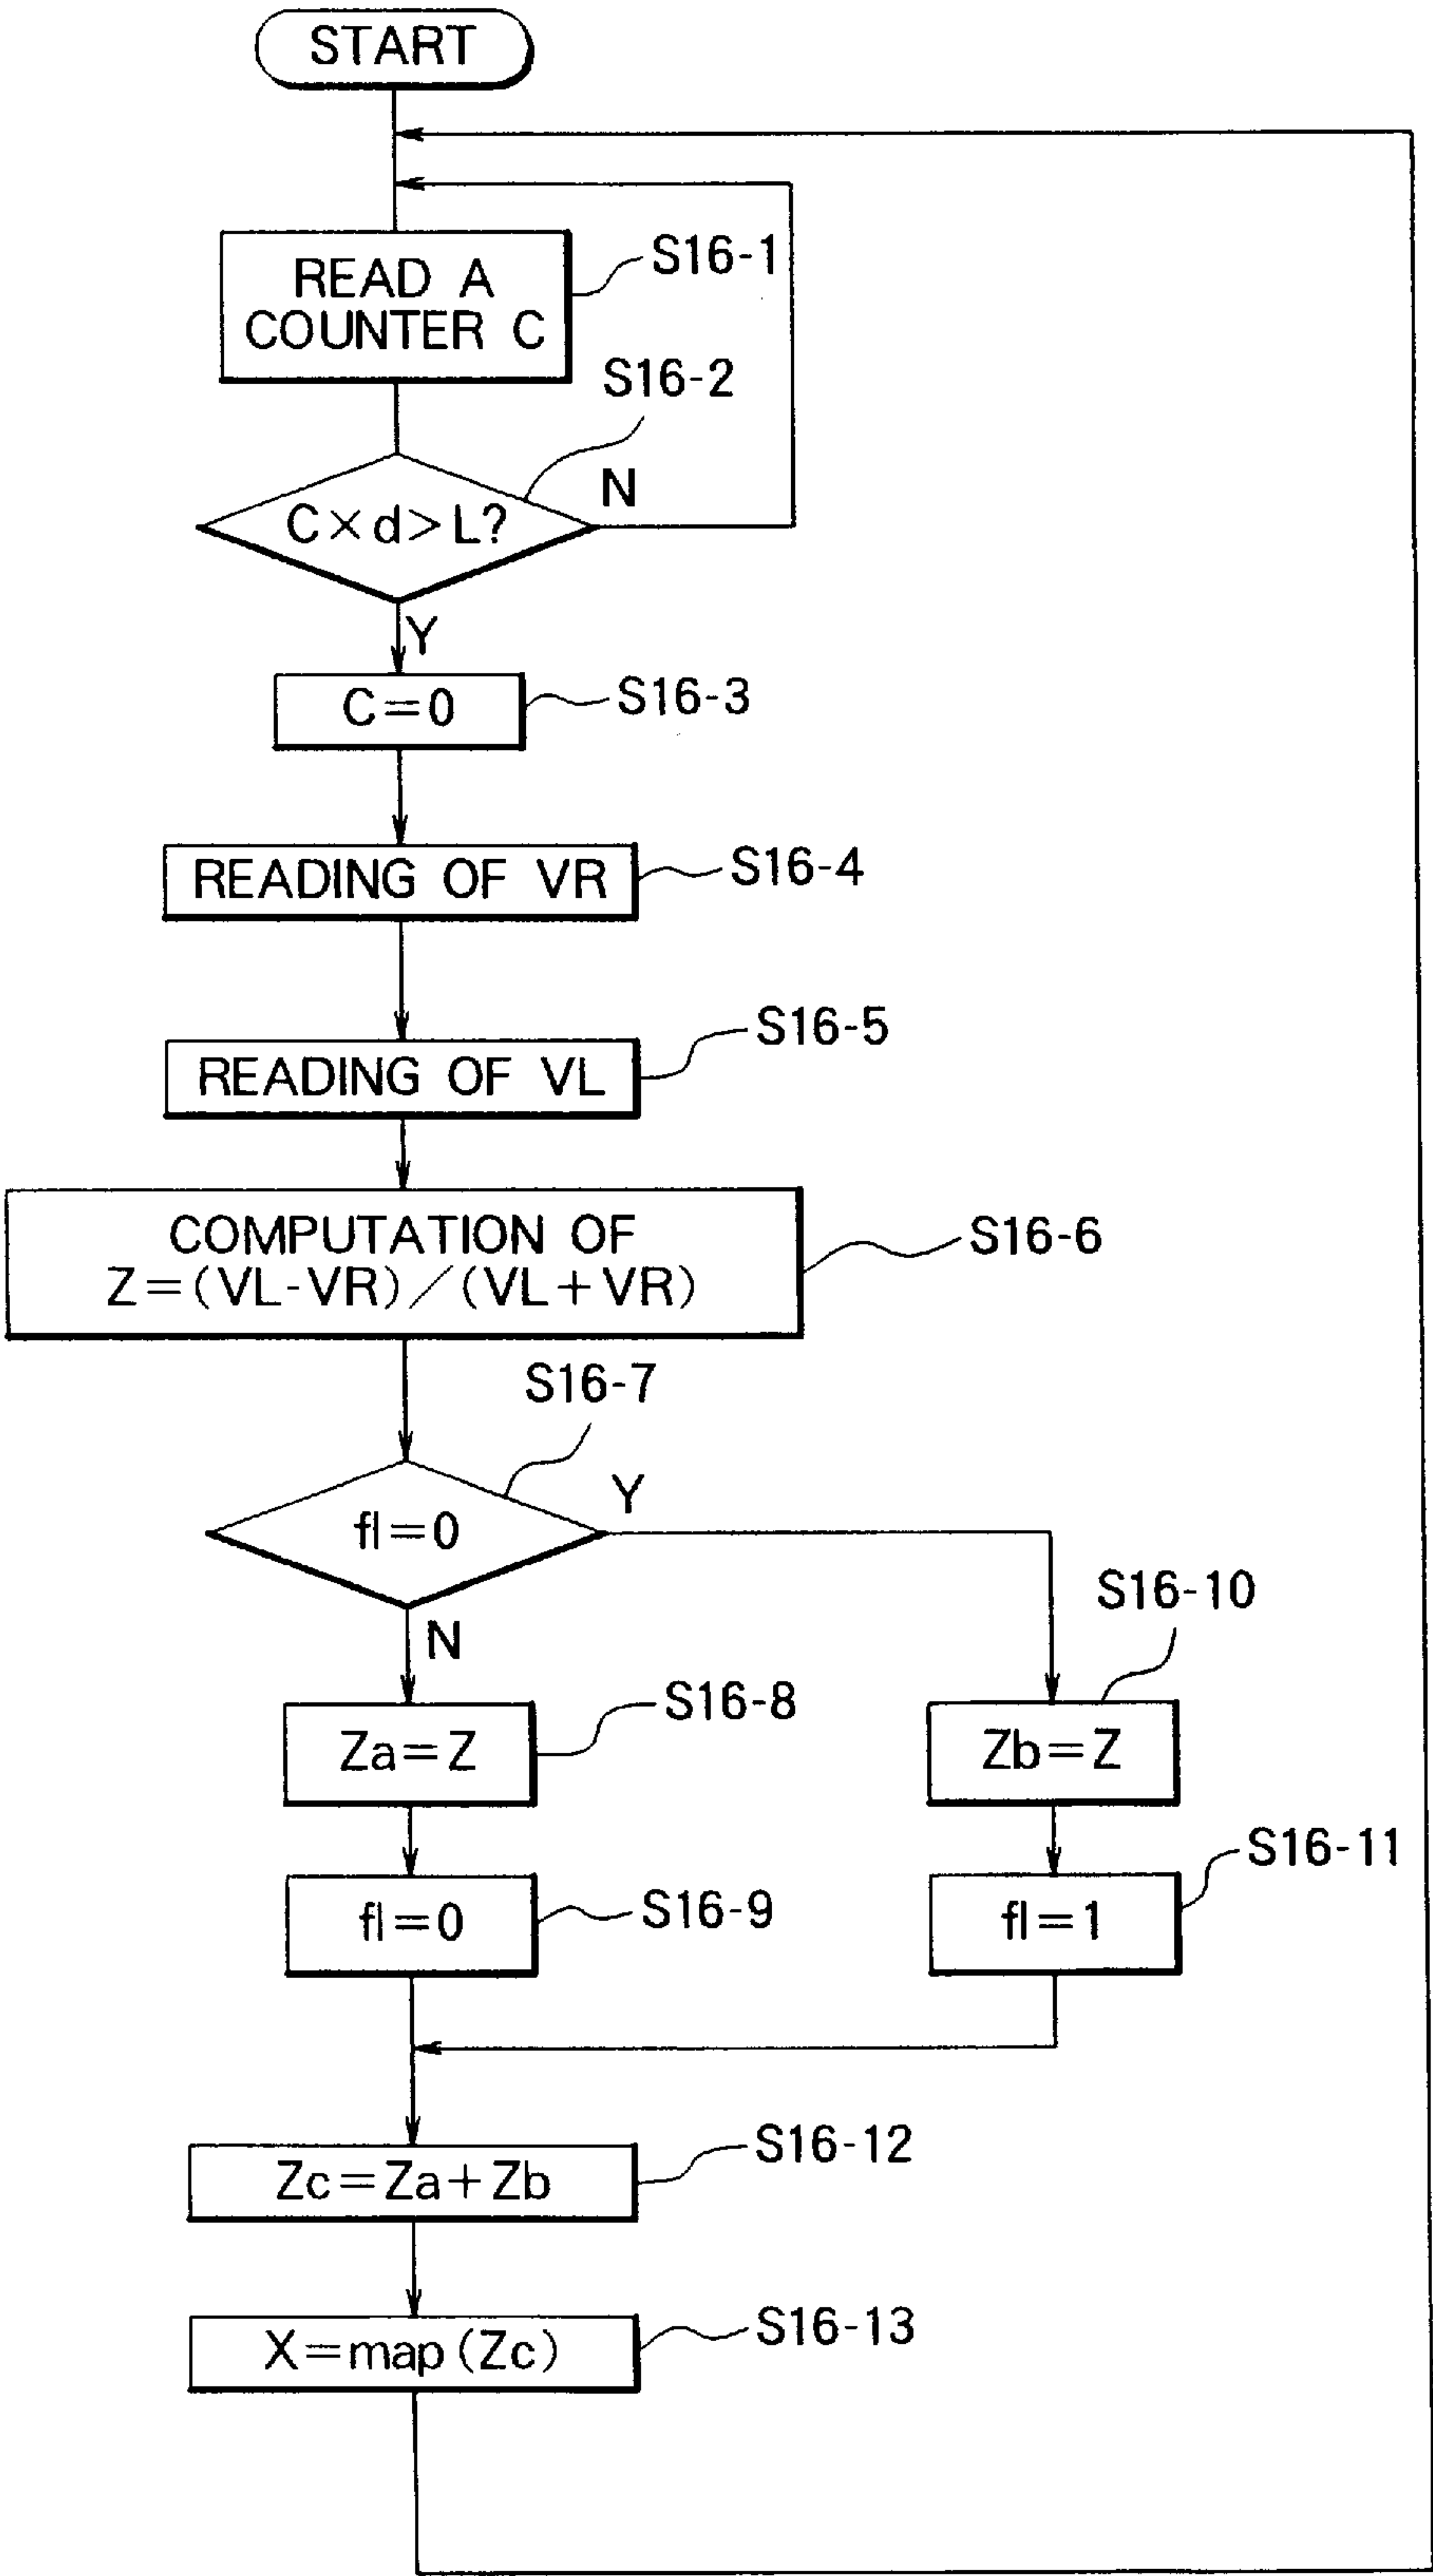 START
READ A
COUNTER C
S16-1
S16-2
C×d>L?
N
Y
C=0
S16-3
READING OF VR
S16-4
READING OF VL
S16-5
COMPUTATION OF
Z=(VL-VR)/(VL+VR)
S16-6
S16-7
fl=0
Y
N
S16-10
Za=Z
S16-8
Zb=Z
fl=0
S16-9
fl=1
S16-11
Zc=Za+Zb
S16-12
X=map(Zc)
S16-13